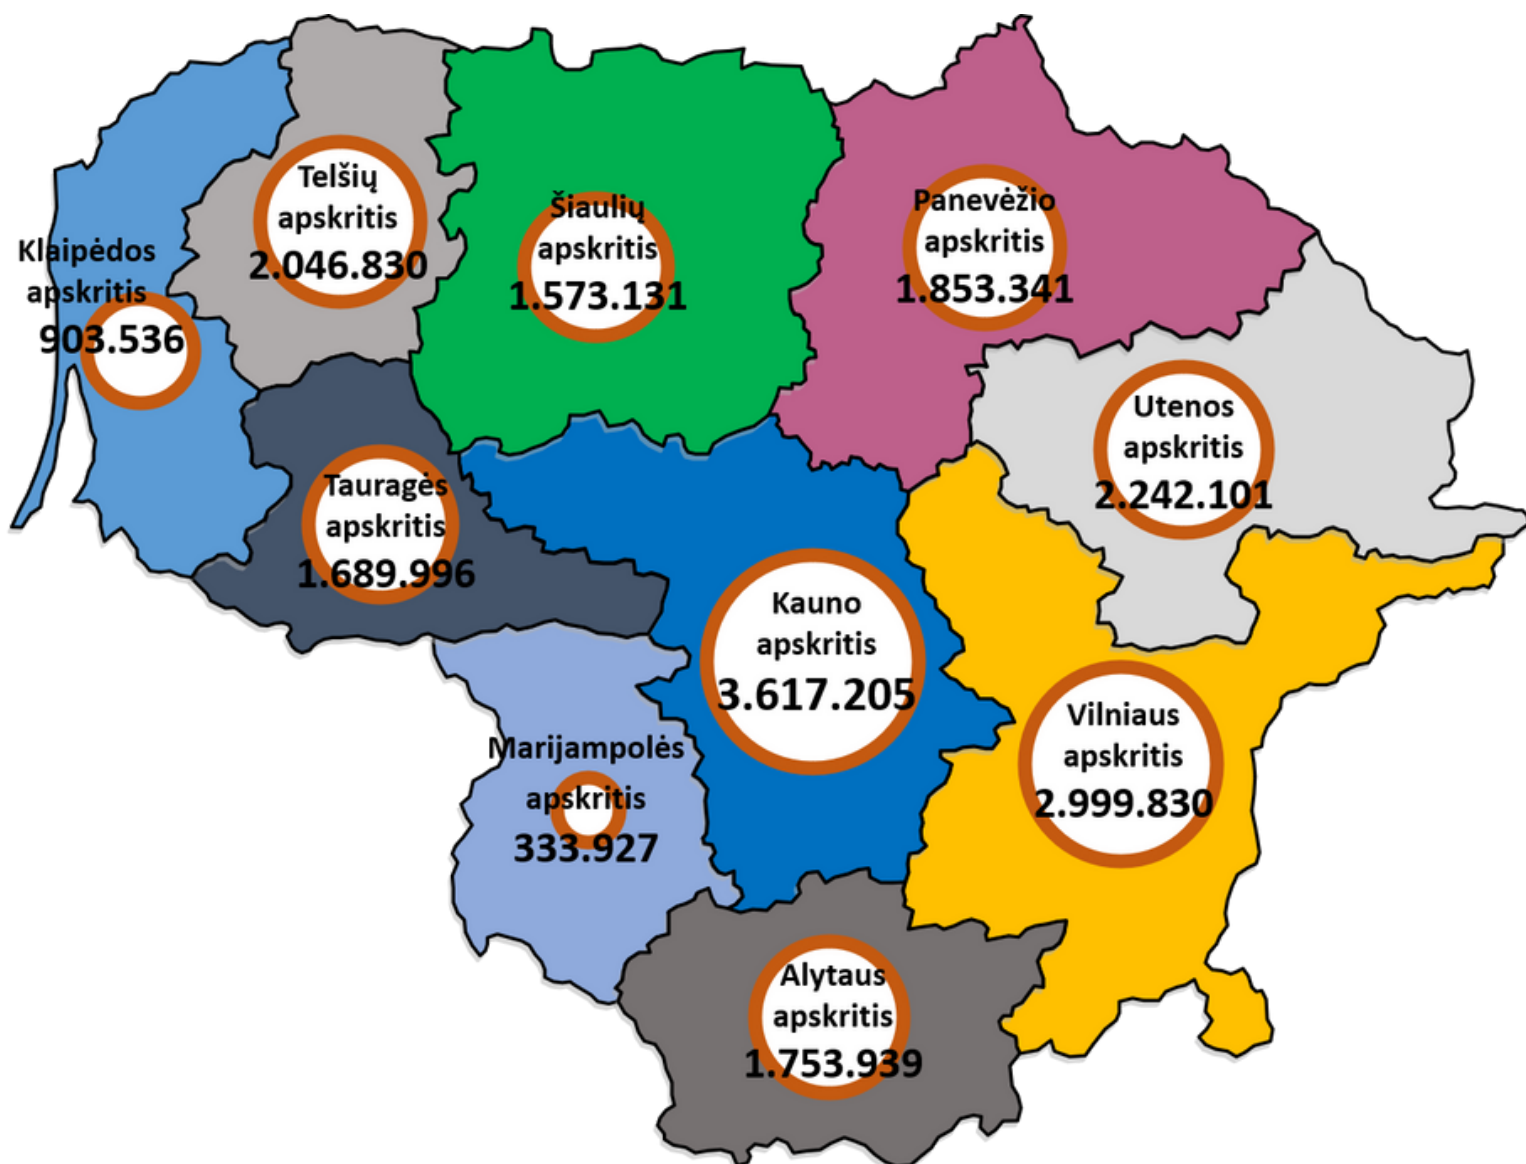 Telšių
apskritis
2.046.830
Šiaulių
apskritis
1.573.131
Panevėžio
apskritis
1.853.341
Klaipėdos
apskritis
903.536
Utenos
apskritis
2.242.101
Tauragės
apskritis
1.689.996
Kauno
apskritis
3.617.205
Vilniaus
apskritis
2.999.830
Marijampolės
apskritis
333.927
Alytaus
apskritis
1.753.939